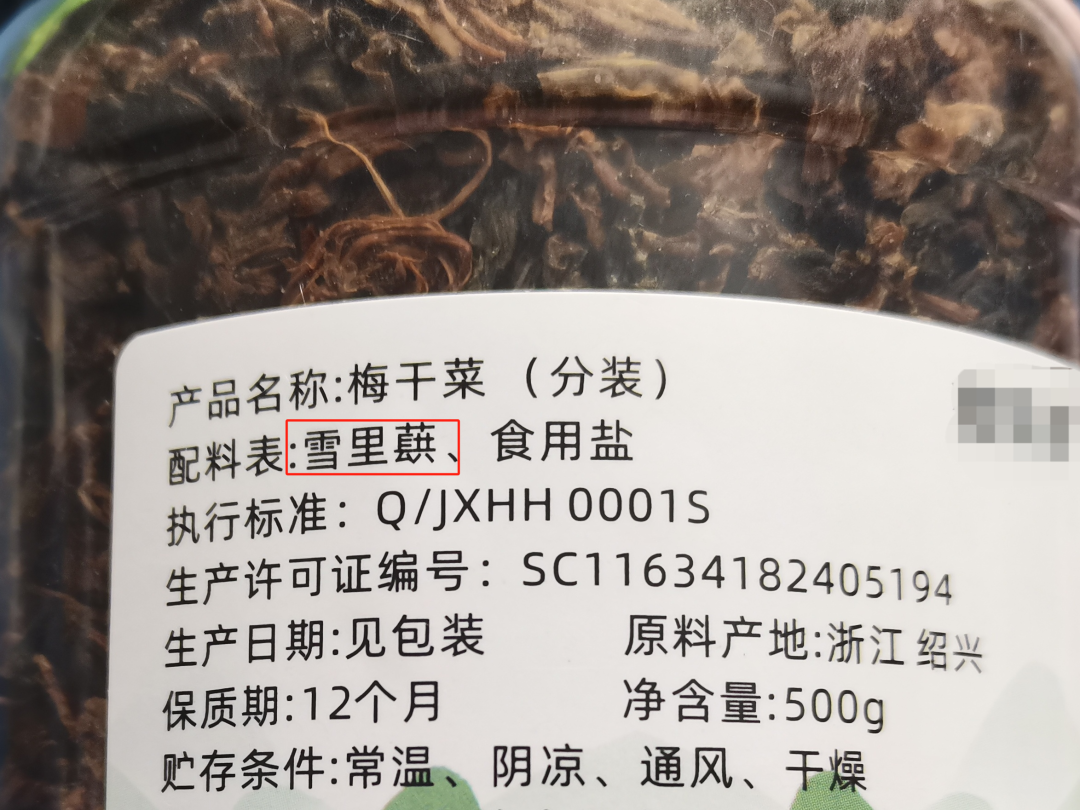 产品名称:梅干菜（分装）
配料表:雪里蕻、食用盐
执行标准：Q/JXHH 0001S
生产许可证编号：SC11634182405194
生产日期:见包装 原料产地:浙江 绍兴
保质期:12个月 净含量:500g
贮存条件:常温、阴凉、通风、干燥